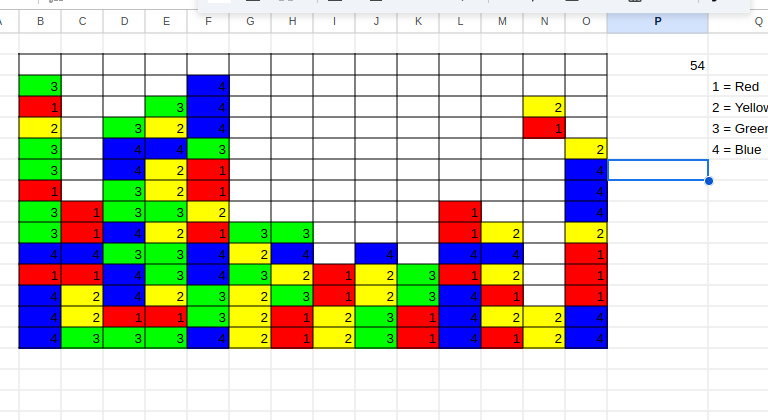 B C D E F G H I J K L M N O P Q
54
3 4 1 = Red
1 3 4 2 2 = Yellow
2 3 2 4 1 3 = Green
3 4 4 3 2 4 = Blue
3 4 2 1 4
1 3 2 1 4
3 1 3 3 2 1 4
3 1 4 2 1 3 3 1 2 2
4 4 3 3 4 2 4 4 4 4 1
1 1 4 3 4 3 2 1 2 3 1 2 1
4 2 4 2 3 2 3 1 2 3 4 1 1
4 2 1 1 3 2 1 2 3 1 4 2 2 4
4 3 3 3 4 2 1 2 3 1 4 1 2 4